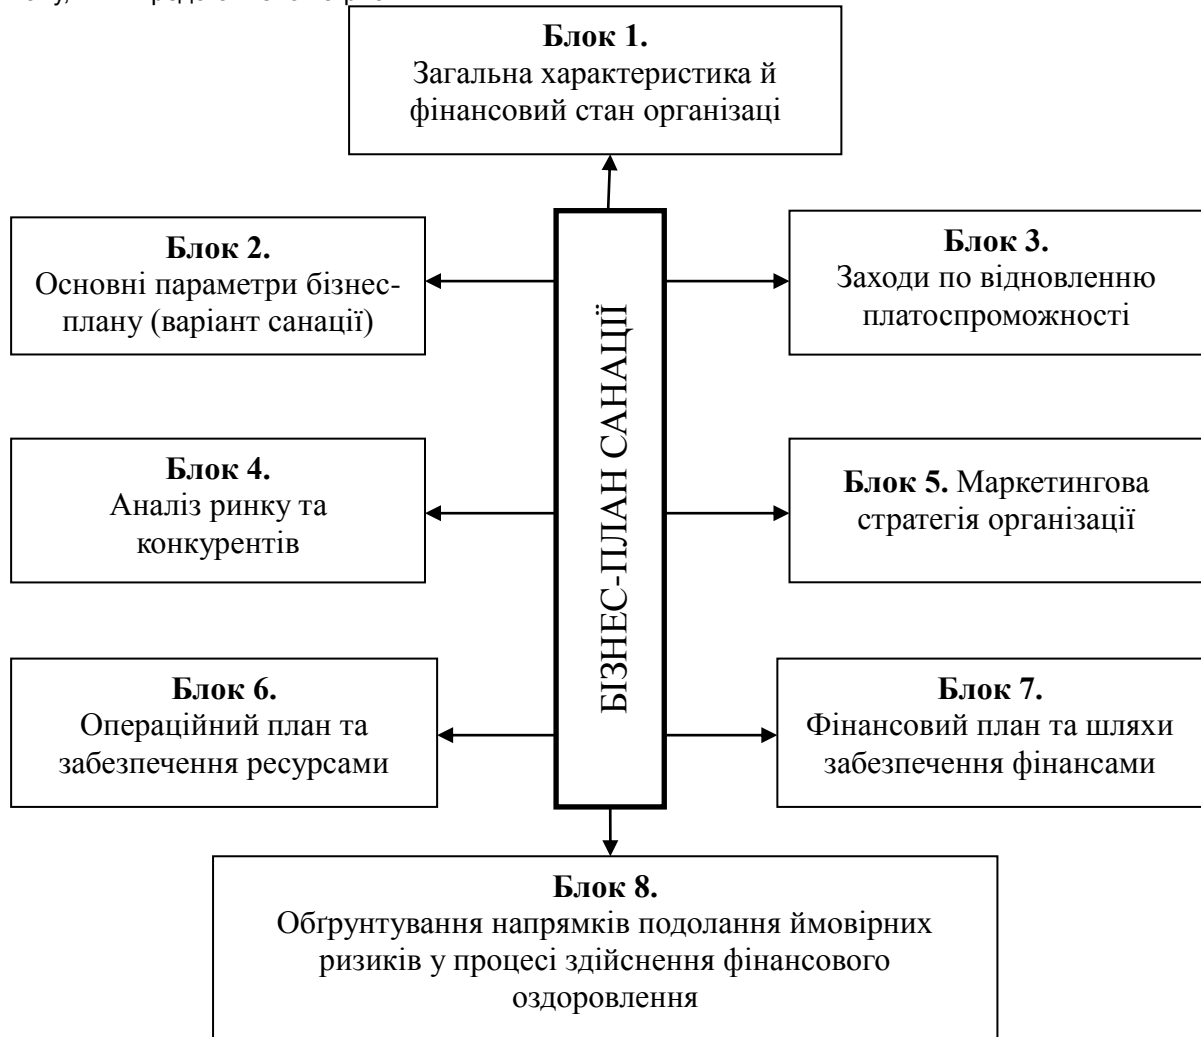 Блок 1.
Загальна характеристика й
фінансовий стан організаці
Блок 2.
Основні параметри бізнес-
плану (варіант санації)
Блок 3.
Заходи по відновленню
платоспроможності
БІЗНЕС-ПЛАН САНАЦІЇ
Блок 4.
Аналіз ринку та
конкурентів
Блок 5. Маркетингова
стратегія організації
Блок 6.
Операційний план та
забезпечення ресурсами
Блок 7.
Фінансовий план та шляхи
забезпечення фінансами
Блок 8.
Обґрунтування напрямків подолання ймовірних
ризиків у процесі здійснення фінансового
оздоровлення